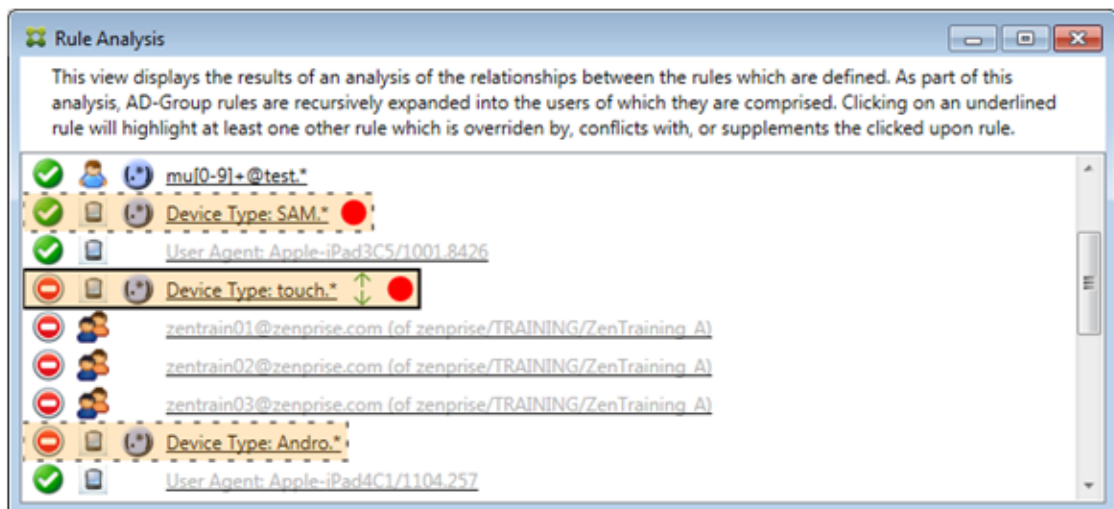 Rule Analysis
This view displays the results of an analysis of the relationships between the rules which are defined. As part of this
analysis, AD-Group rules are recursively expanded into the users of which they are comprised. Clicking on an underlined
rule will highlight at least one other rule which is overriden by, conflicts with, or supplements the clicked upon rule.
(.*) mu[0-9]+@test.*
(.*) Device Type: SAM.*
User Agent: Apple-iPad3C5/1001.8426
(.*) Device Type: touch.*
zentrain01@zenprise.com (of zenprise/TRAINING/ZenTraining_A)
zentrain02@zenprise.com (of zenprise/TRAINING/ZenTraining_A)
zentrain03@zenprise.com (of zenprise/TRAINING/ZenTraining_A)
(.*) Device Type: Andro.*
User Agent: Apple-iPad4C1/1104.257